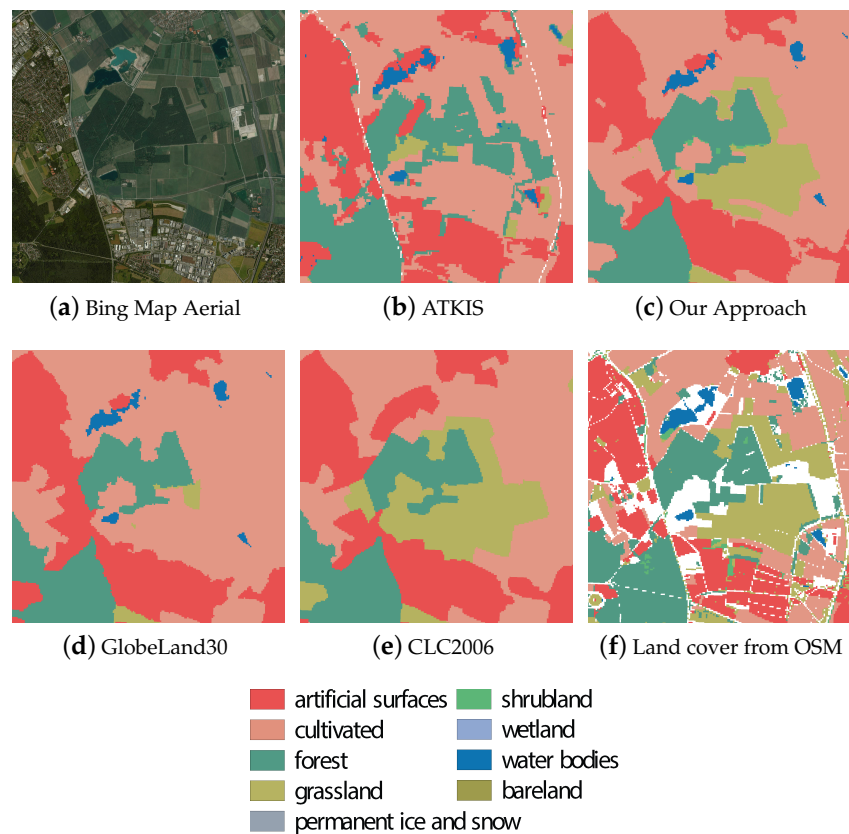 (a) Bing Map Aerial
(b) ATKIS
(c) Our Approach
(d) GlobeLand30
(e) CLC2006
(f) Land cover from OSM
artificial surfaces
shrubland
cultivated
wetland
forest
water bodies
grassland
bareland
permanent ice and snow